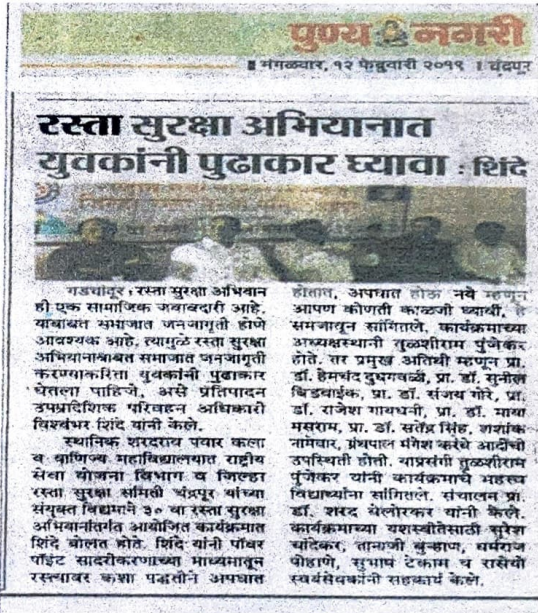 पुण्य नगरी
मंगळवार, १२ फेब्रुवारी २०१९ । चंद्रपूर
रस्ता सुरक्षा अभियानात
युवकांनी पुढाकार घ्यावा : शिंदे
गडचांदूर : रस्ता सुरक्षा अभियान
ही एक सामाजिक जबाबदारी आहे.
याबाबत समाजात जनजागृती होणे
आवश्यक आहे. त्यामुळे रस्ता सुरक्षा
अभियानाबाबत समाजात जनजागृती
करण्याकरिता युवकांनी पुढाकार
घेतला पाहिजे, असे प्रतिपादन
उपप्रादेशिक परिवहन अधिकारी
विश्वंभर शिंदे यांनी केले.
स्थानिक शरदराव पवार कला
व वाणिज्य महाविद्यालयात राष्ट्रीय
सेवा योजना विभाग व जिल्हा
रस्ता सुरक्षा समिती चंद्रपूर यांच्या
संयुक्त विद्यमाने ३० वा रस्ता सुरक्षा
अभियानांतर्गत आयोजित कार्यक्रमात
शिंदे बोलत होते. शिंदे यांनी पॉवर
पॉइंट सादरीकरणाच्या माध्यमातून
रस्त्यावर कशा पद्धतीने अपघात
होतात, अपघात होऊ नये म्हणून
आपण कोणती काळजी घ्यावी, हे
समजावून सांगितले. कार्यक्रमाच्या
अध्यक्षस्थानी तुळशीराम पुंजेकर
होते. तर प्रमुख अतिथी म्हणून प्रा.
डॉ. हेमचंद दुधगवळी, प्रा. डॉ. सुनील
बिडवाईक, प्रा. डॉ. संजय गोरे, प्रा.
डॉ. राजेश गायधनी, प्रा. डॉ. माया
मसराम, प्रा. डॉ. सतेंद्र सिंह, शशांक
नामेवार, ग्रंथपाल मंगेश करंबे आदींची
उपस्थिती होती. याप्रसंगी तुळशीराम
पुंजेकर यांनी कार्यक्रमाचे महत्त्व
विद्यार्थ्यांना सांगितले. संचालन प्रा.
डॉ. शरद बेलोरकर यांनी केले.
कार्यक्रमाच्या यशस्वीतेसाठी सुरेश
चांदेकर, तानाजी बुऱ्हाण, धर्मराज
पोहाणे, सुभाष टेकाम व रासेयो
स्वयंसेवकांनी सहकार्य केले.